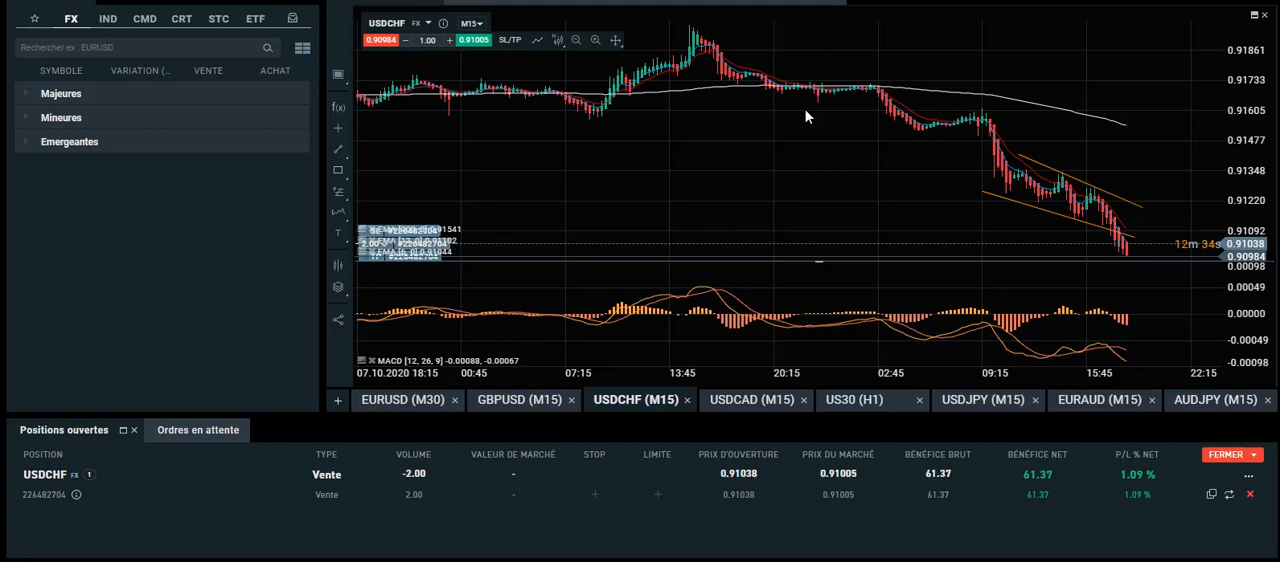 FX IND CMD CRT STC ETF
Rechercher ex : EURUSD
SYMBOLE VARIATION (... VENTE ACHAT
Majeures
Mineures
Emergeantes
USDCHF FX M15
0.90984 − 1.00 + 0.91005 SL/TP
f(x)
T
0.91861
0.91733
0.91605
0.91477
0.91348
0.91220
0.91092
12m 34s 0.91038
0.90984
0.00098
0.00049
0.00000
-0.00049
-0.00098
2.00 #226482704
MACD [12, 26, 9] -0.00088, -0.00067
07.10.2020 18:15 00:45 07:15 13:45 20:15 02:45 09:15 15:45 22:15
+ EURUSD (M30) × GBPUSD (M15) × USDCHF (M15) × USDCAD (M15) × US30 (H1) × USDJPY (M15) × EURAUD (M15) × AUDJPY (M15) ×
Positions ouvertes × Ordres en attente
POSITION TYPE VOLUME VALEUR DE MARCHÉ STOP LIMITE PRIX D'OUVERTURE PRIX DU MARCHÉ BÉNÉFICE BRUT BÉNÉFICE NET P/L % NET FERMER
USDCHF FX 1 Vente -2.00 - 0.91038 0.91005 61.37 61.37 1.09 % ...
226482704 Vente 2.00 - + + 0.91038 0.91005 61.37 61.37 1.09 % ×